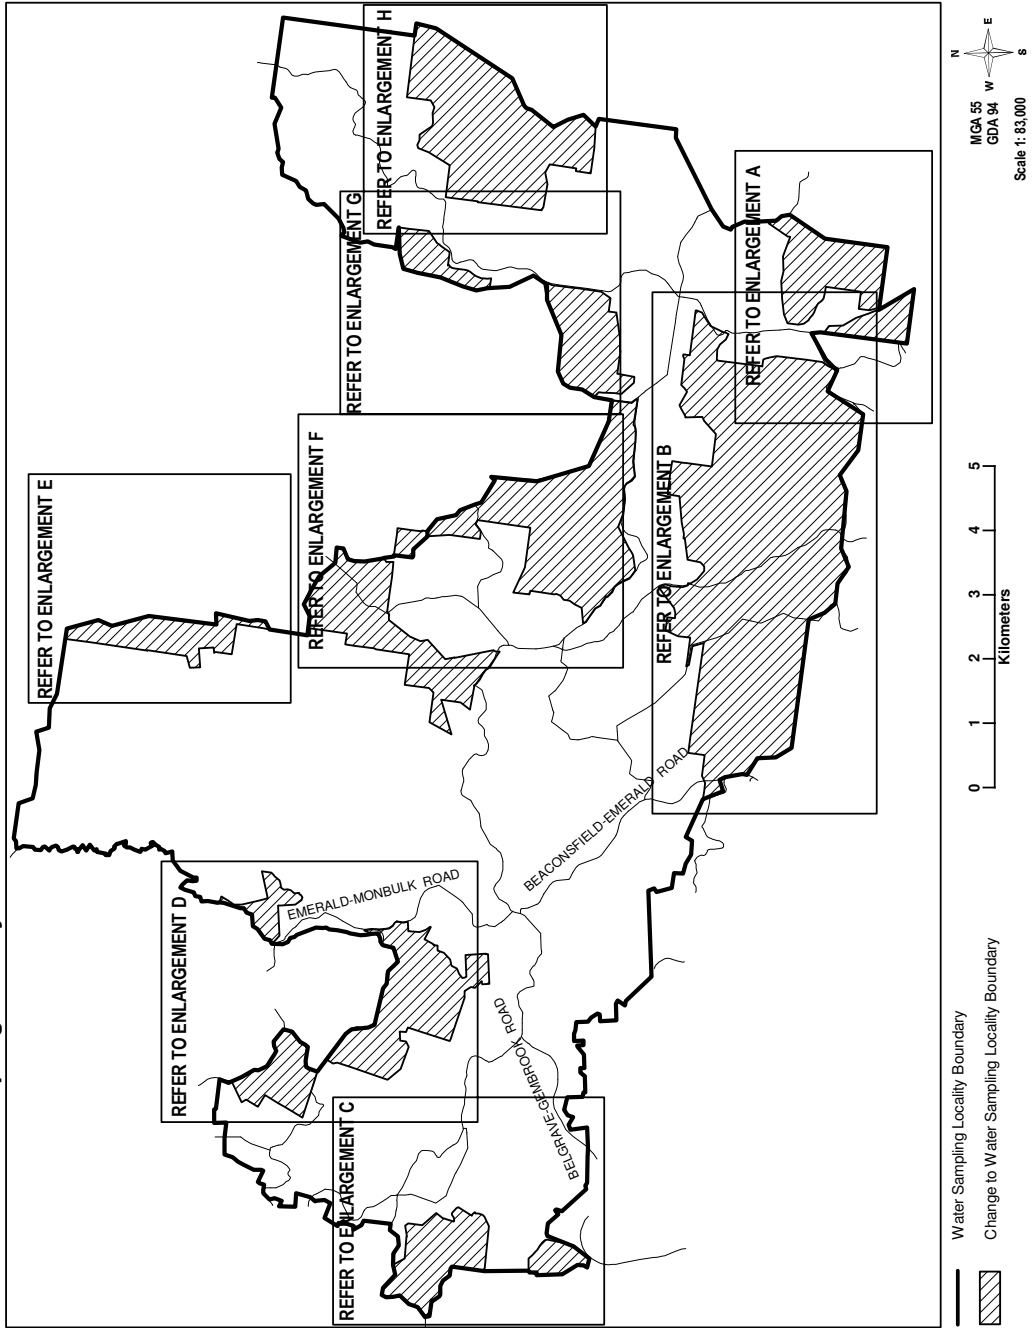 REFER TO ENLARGEMENT E
REFER TO ENLARGEMENT D
REFER TO ENLARGEMENT F
REFER TO ENLARGEMENT G
REFER TO ENLARGEMENT H
REFER TO ENLARGEMENT C
REFER TO ENLARGEMENT B
REFER TO ENLARGEMENT A
EMERALD-MONBULK ROAD
BEACONSFIELD-EMERALD ROAD
BELGRAVE-GEMBROOK ROAD
Water Sampling Locality Boundary
Change to Water Sampling Locality Boundary
0 1 2 3 4 5
Kilometers
N
E
S
W
MGA 55
GDA 94
Scale 1: 83,000